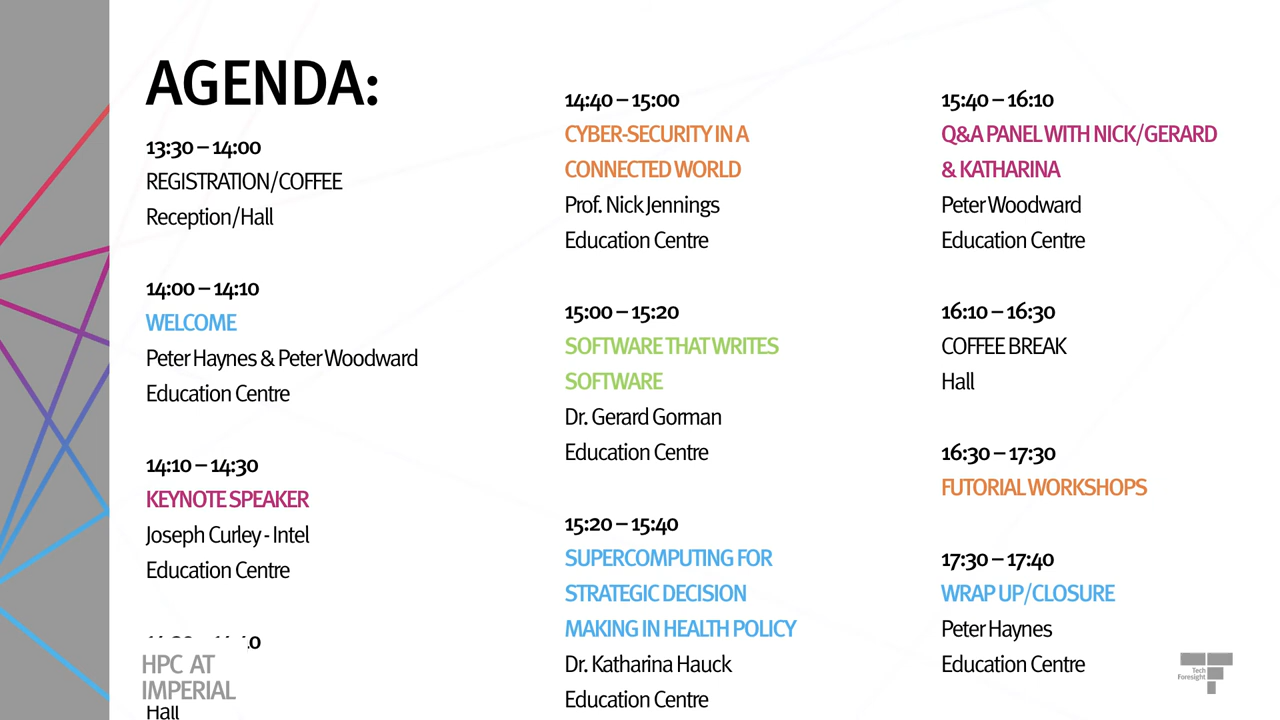 AGENDA:
13:30 – 14:00
REGISTRATION/COFFEE
Reception/Hall
14:00 – 14:10
WELCOME
Peter Haynes & Peter Woodward
Education Centre
14:10 – 14:30
KEYNOTE SPEAKER
Joseph Curley - Intel
Education Centre
HPC AT
IMPERIAL
Hall
14:40 – 15:00
CYBER-SECURITY IN A
CONNECTED WORLD
Prof. Nick Jennings
Education Centre
15:00 – 15:20
SOFTWARE THAT WRITES
SOFTWARE
Dr. Gerard Gorman
Education Centre
15:20 – 15:40
SUPERCOMPUTING FOR
STRATEGIC DECISION
MAKING IN HEALTH POLICY
Dr. Katharina Hauck
Education Centre
15:40 – 16:10
Q&A PANEL WITH NICK/GERARD
& KATHARINA
Peter Woodward
Education Centre
16:10 – 16:30
COFFEE BREAK
Hall
16:30 – 17:30
FUTORIAL WORKSHOPS
17:30 – 17:40
WRAP UP/CLOSURE
Peter Haynes
Education Centre
Tech
Foresight